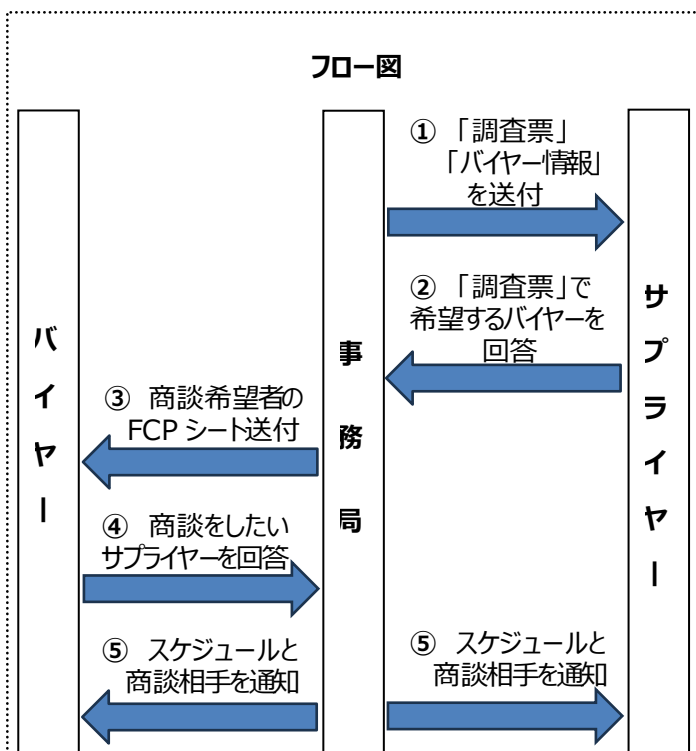 フロー図
① 「調査票」
「バイヤー情報」
を送付
② 「調査票」で
希望するバイヤーを
回答
③ 商談希望者の
FCP シート送付
④ 商談をしたい
サプライヤーを回答
⑤ スケジュールと
商談相手を通知
⑤ スケジュールと
商談相手を通知
バイヤー
事務局
サプライヤー